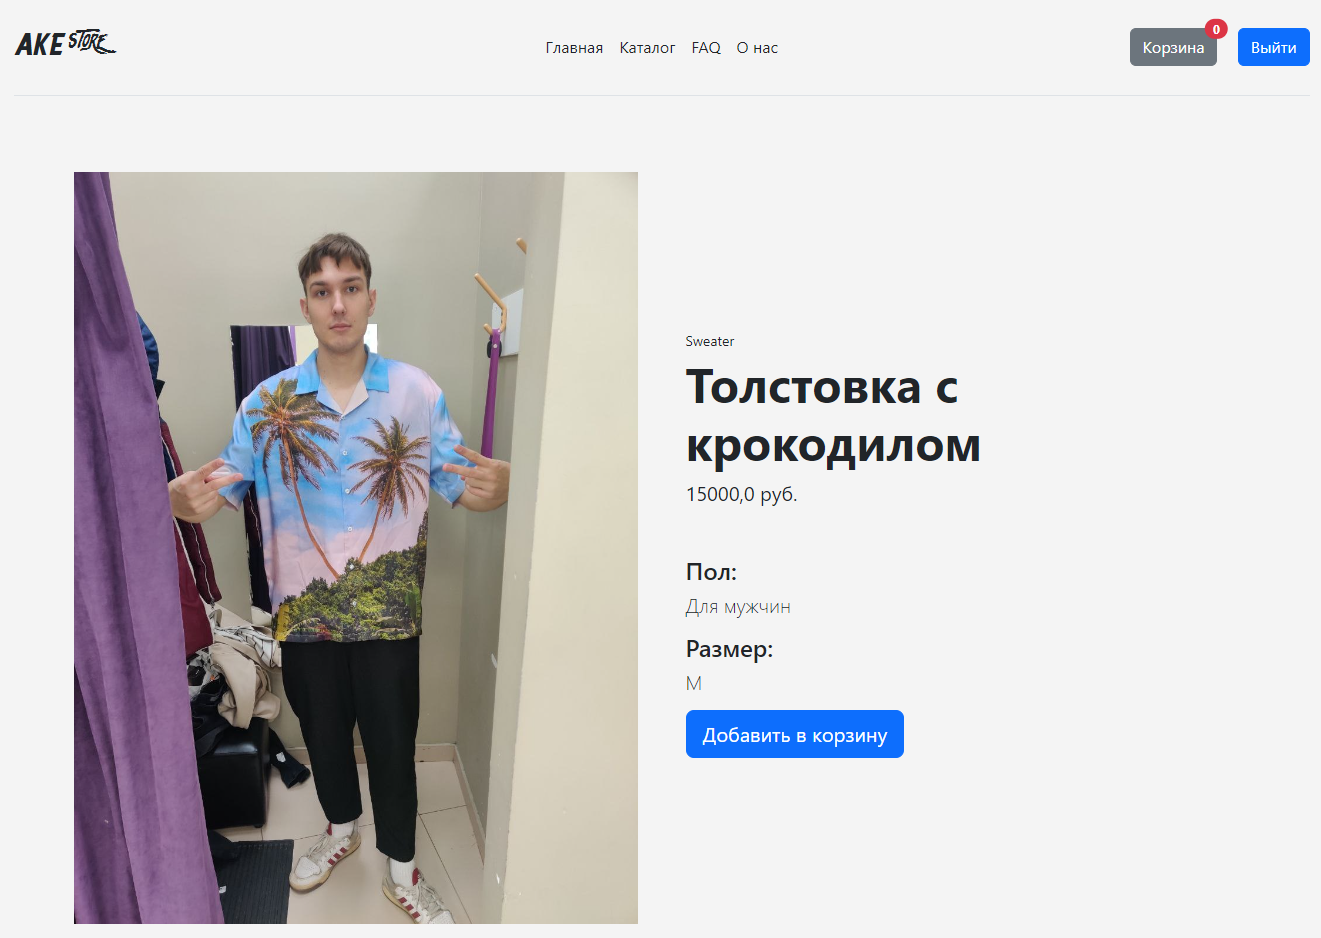 AKE STORE
Главная Каталог FAQ О нас
Корзина 0
Выйти
Sweater
Толстовка с
крокодилом
15000,0 руб.
Пол:
Для мужчин
Размер:
M
Добавить в корзину